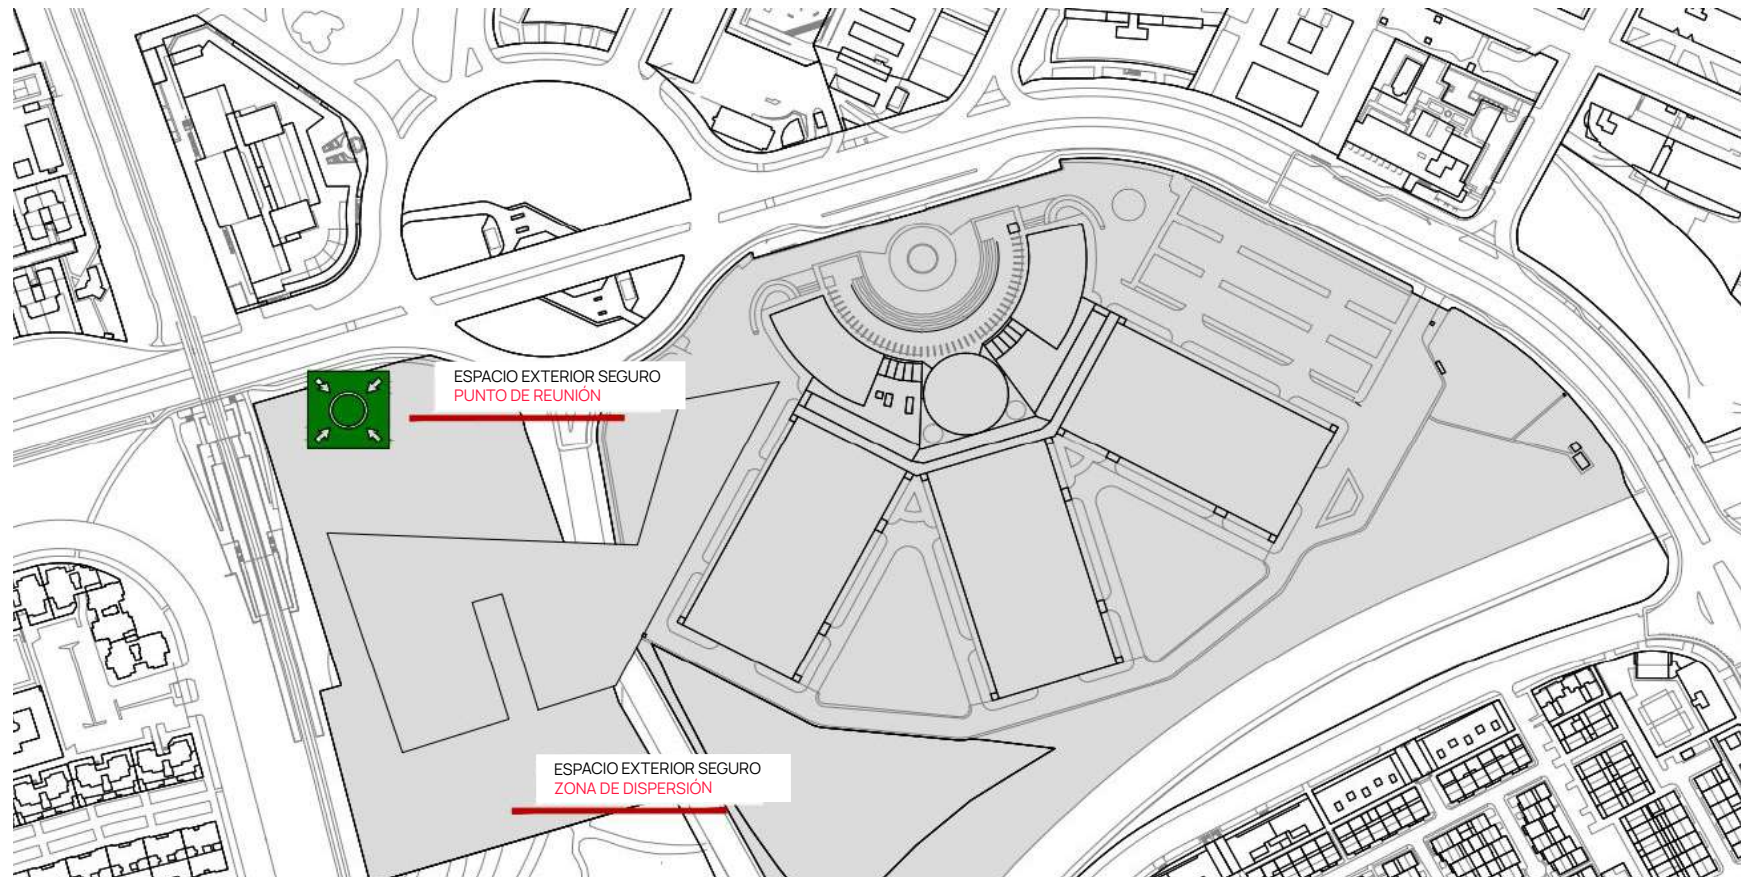 ESPACIO EXTERIOR SEGURO
PUNTO DE REUNIÓN
ESPACIO EXTERIOR SEGURO
ZONA DE DISPERSIÓN